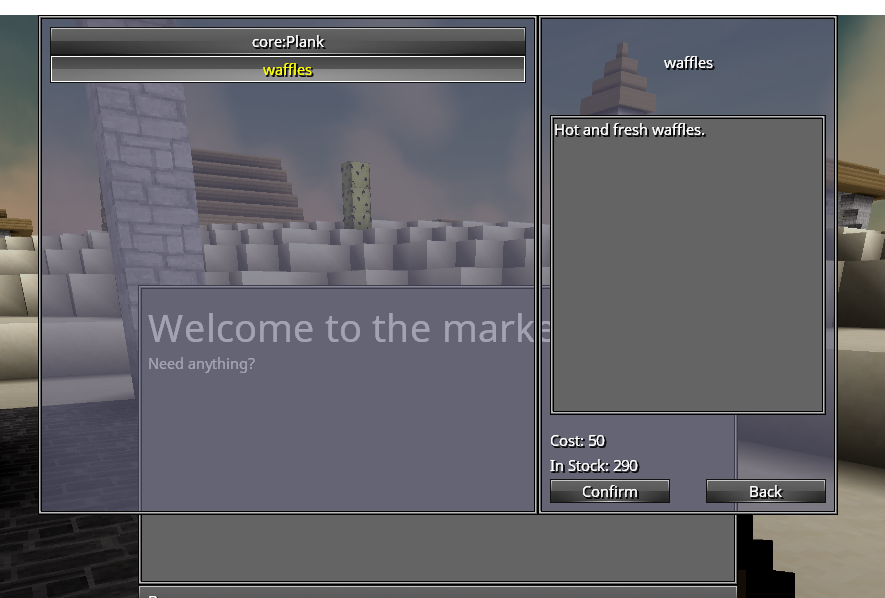 core:Plank
waffles
waffles
Hot and fresh waffles.
Welcome to the marke
Need anything?
Cost: 50
In Stock: 290
Confirm
Back